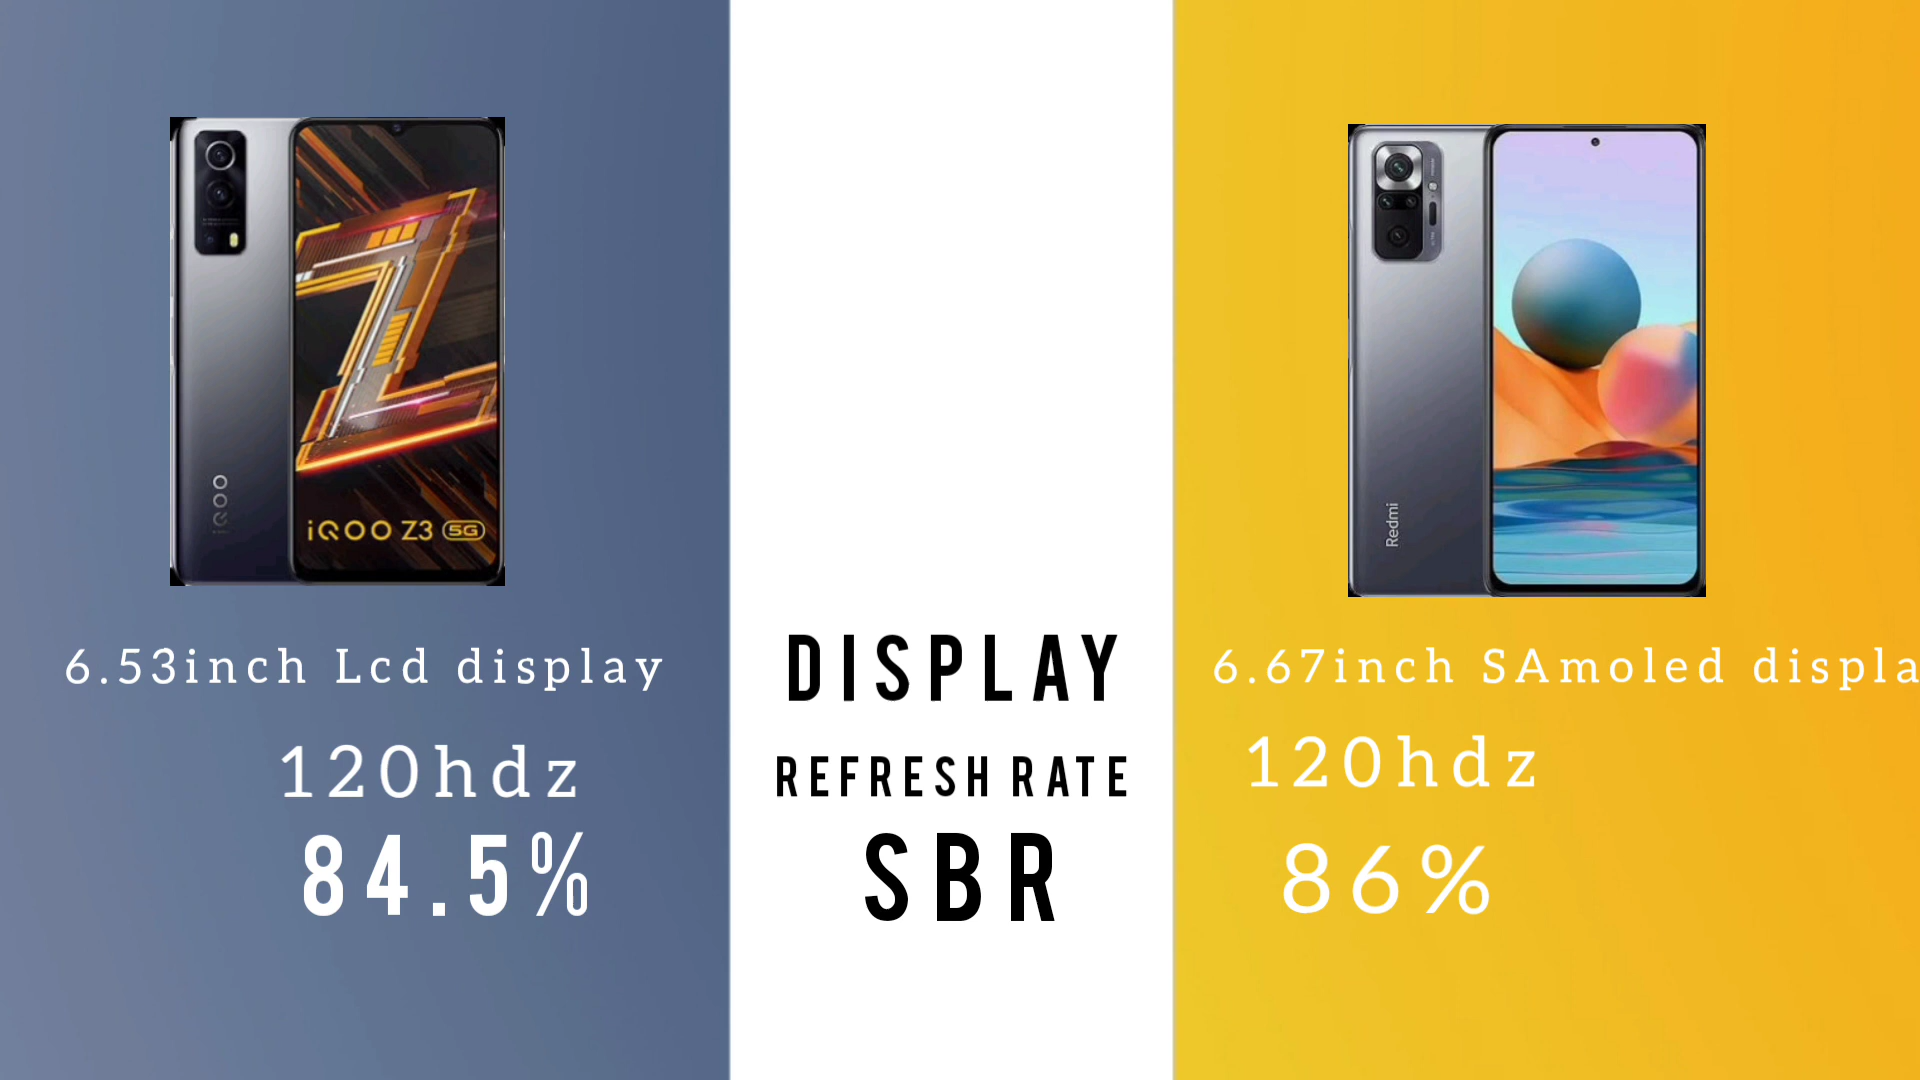 iQOO
iQOO Z3 5G
Redmi
6.53inch Lcd display
DISPLAY
6.67inch SAmoled displa
120hdz
REFRESH RATE
120hdz
84.5%
SBR
86%